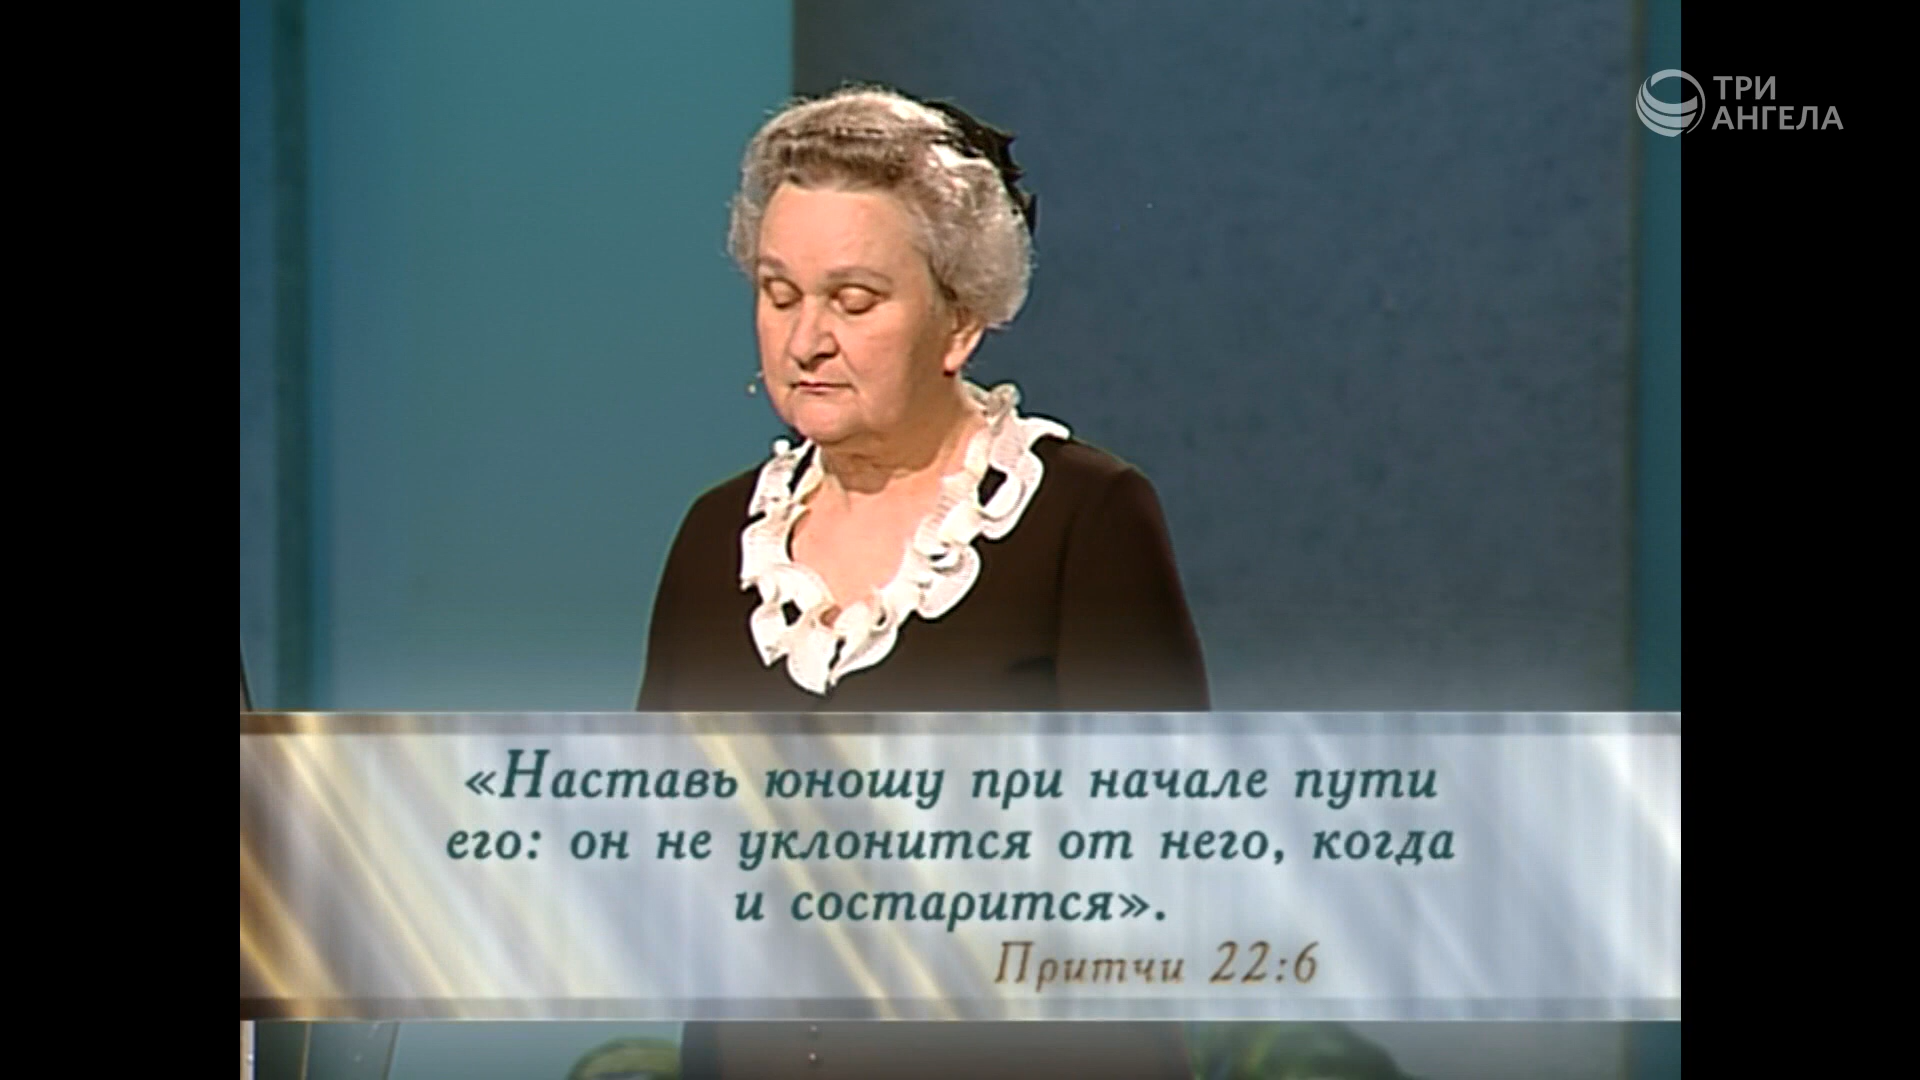 ТРИ
АНГЕЛА
«Наставь юношу при начале пути
его: он не уклонится от него, когда
и состарится».
Притчи 22:6